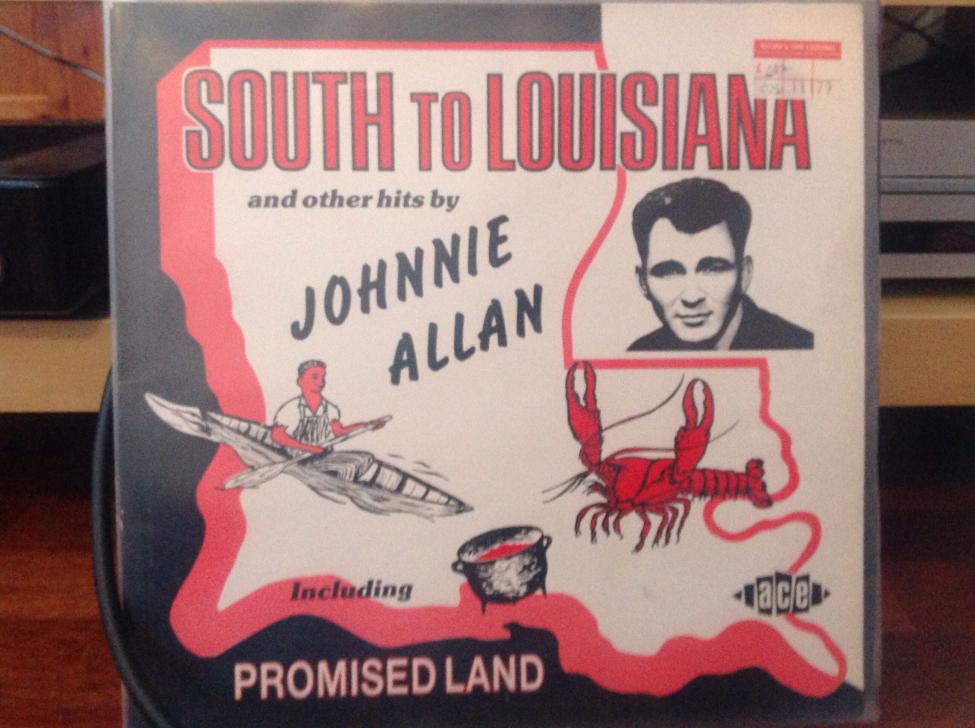 SOUTH TO LOUISIANA
and other hits by
JOHNNIE
ALLAN
Including
ace
PROMISED LAND